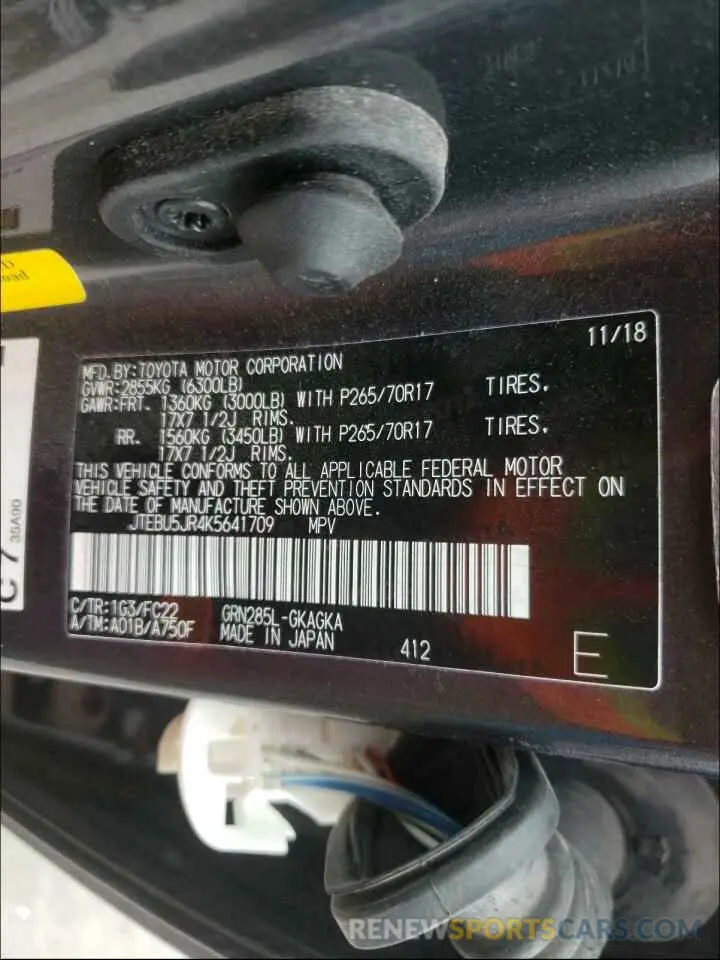 11/18
MFD.BY:TOYOTA MOTOR CORPORATION
GVWR:2855KG (6300LB)
GAWR:FRT. 1360KG (3000LB) WITH P265/70R17 TIRES.
17X7 1/2J RIMS.
RR. 1560KG (3450LB) WITH P265/70R17 TIRES.
17X7 1/2J RIMS.
THIS VEHICLE CONFORMS TO ALL APPLICABLE FEDERAL MOTOR
VEHICLE SAFETY AND THEFT PREVENTION STANDARDS IN EFFECT ON
THE DATE OF MANUFACTURE SHOWN ABOVE.
JTEBU5JR4K5641709 MPV
C/TR:1G3/FC22 GRN285L-GKAGKA
A/TM:A01B/A750F MADE IN JAPAN 412 E
C 7
35A90
RENEWSPORTSCARS.COM